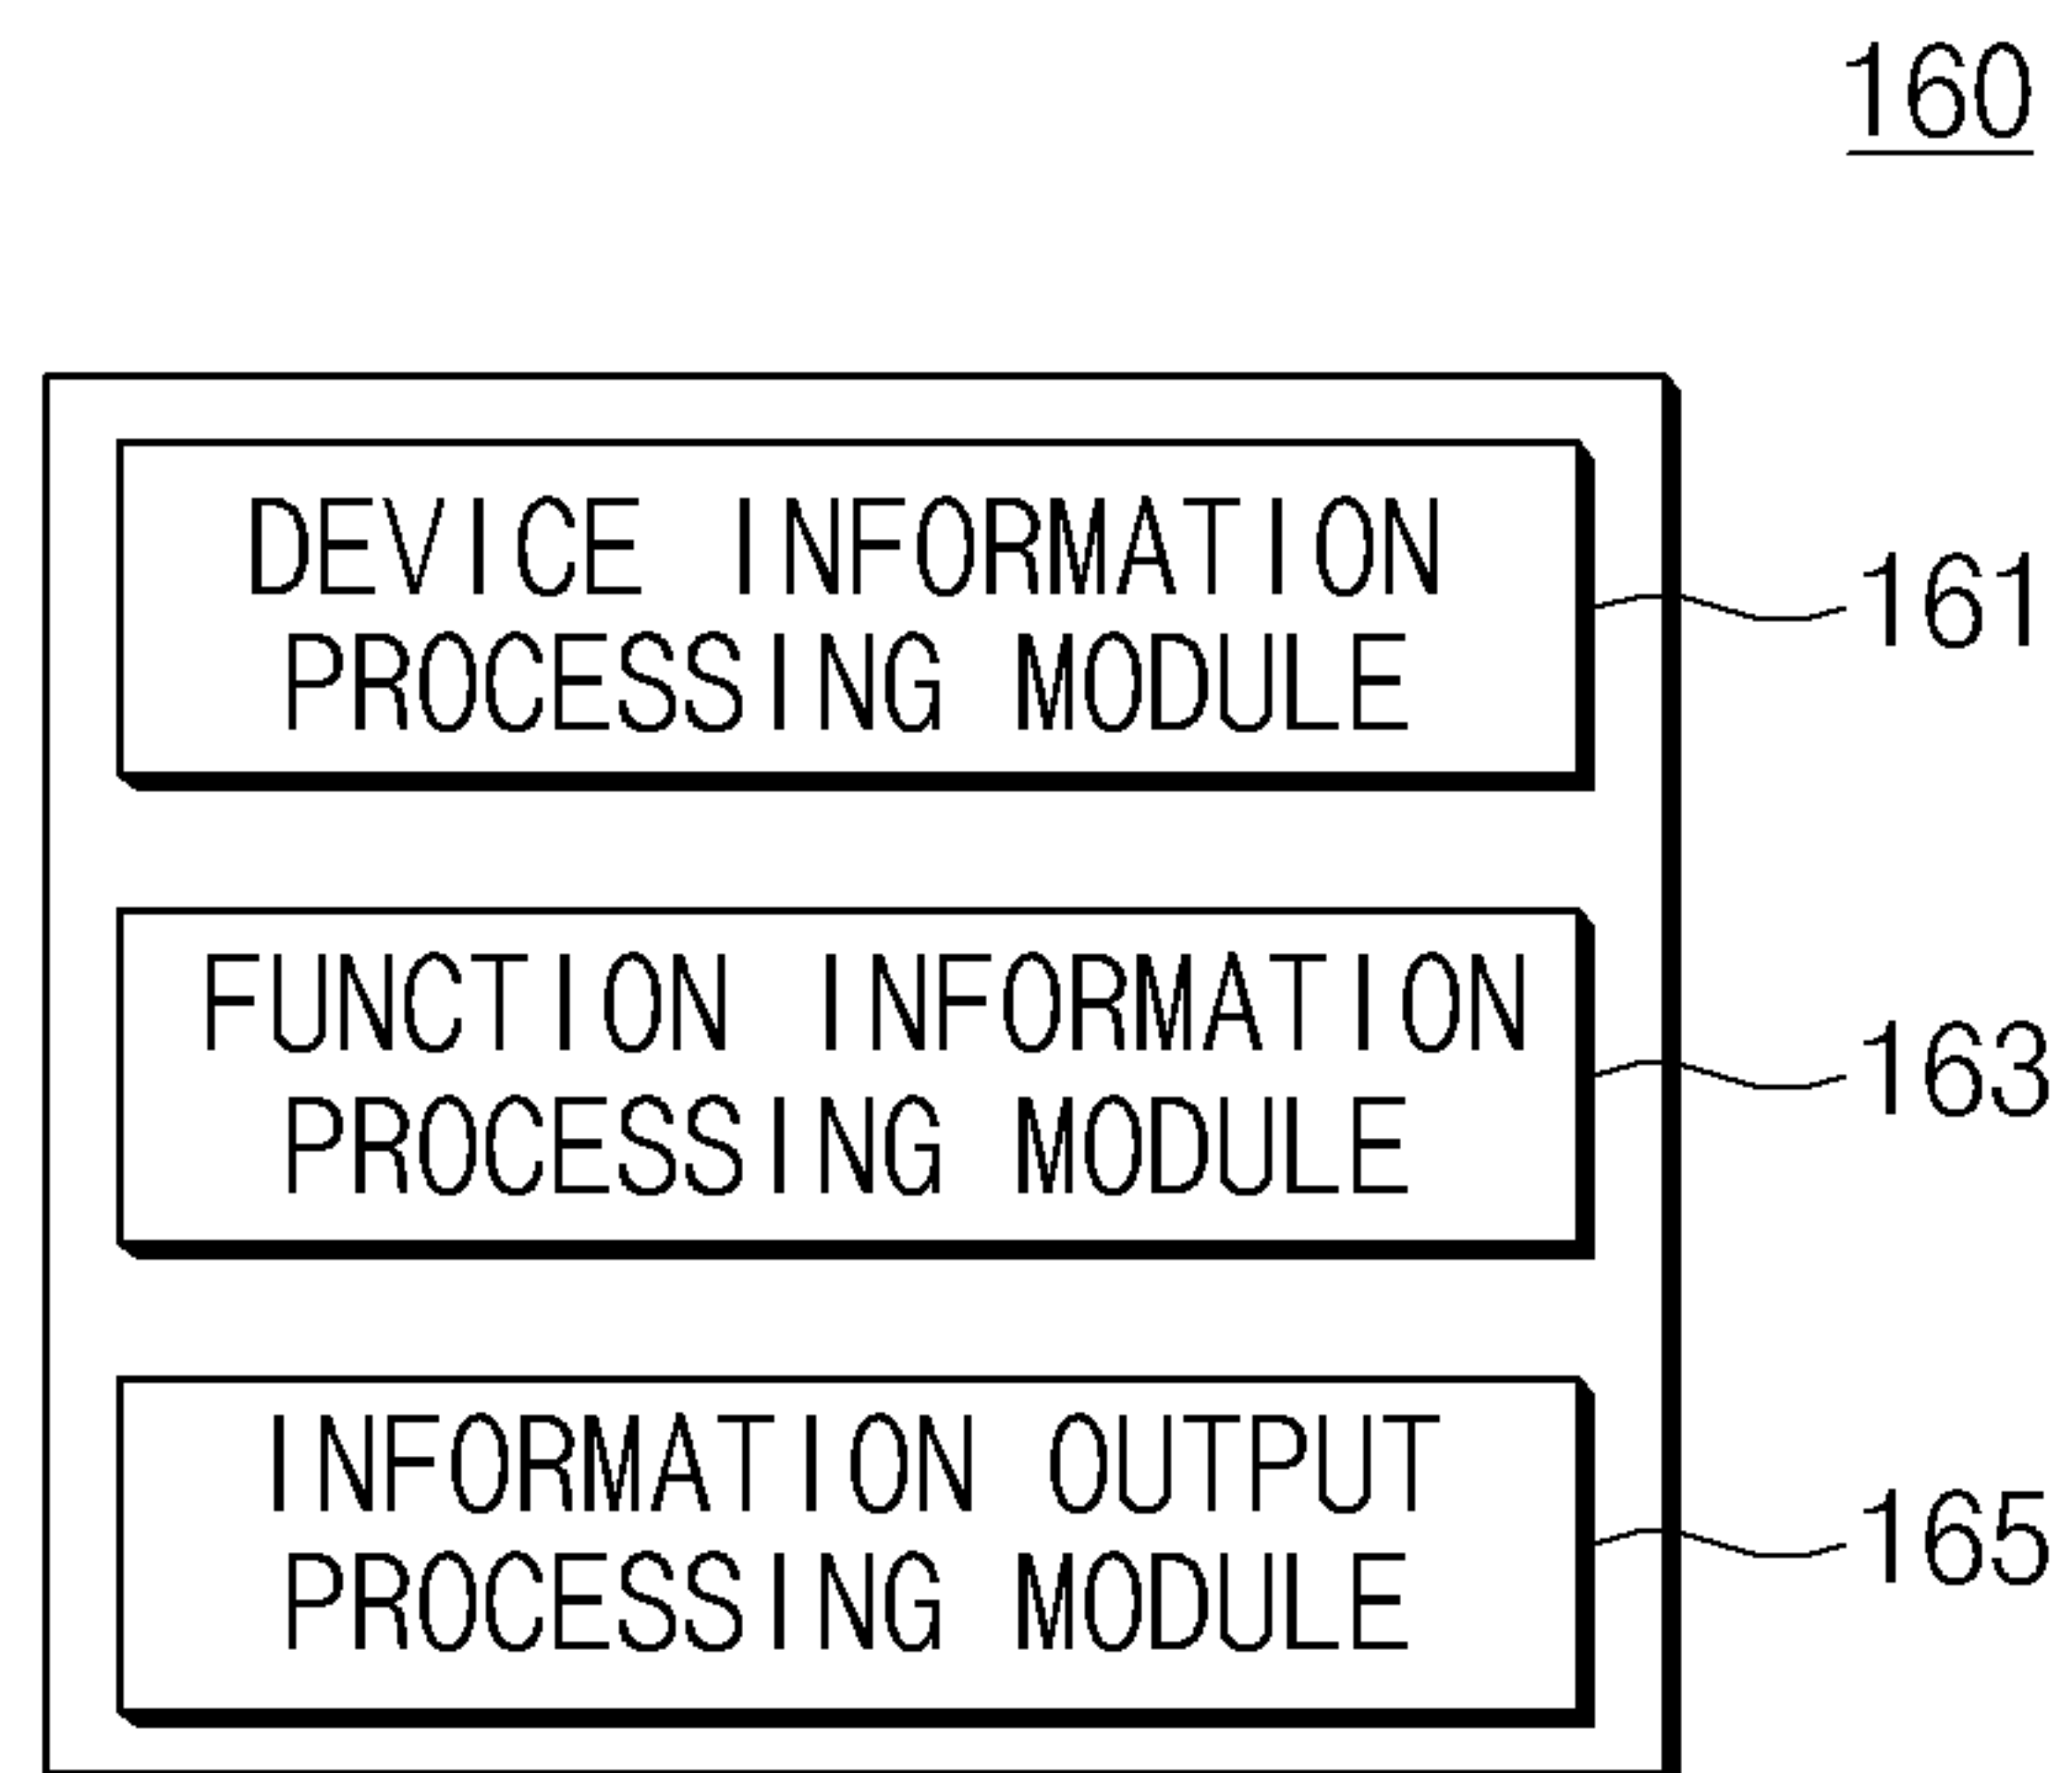 160
DEVICE INFORMATION
PROCESSING MODULE
161
FUNCTION INFORMATION
PROCESSING MODULE
163
INFORMATION OUTPUT
PROCESSING MODULE
165